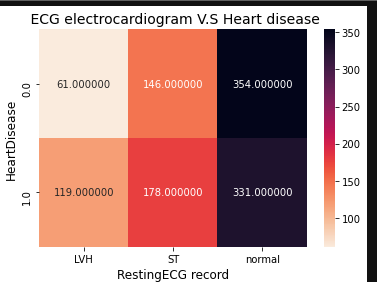 ECG electrocardiogram V.S Heart disease
HeartDisease
0.0
61.000000 146.000000 354.000000
1.0
119.000000 178.000000 331.000000
LVH ST normal
RestingECG record
350
300
250
200
150
100